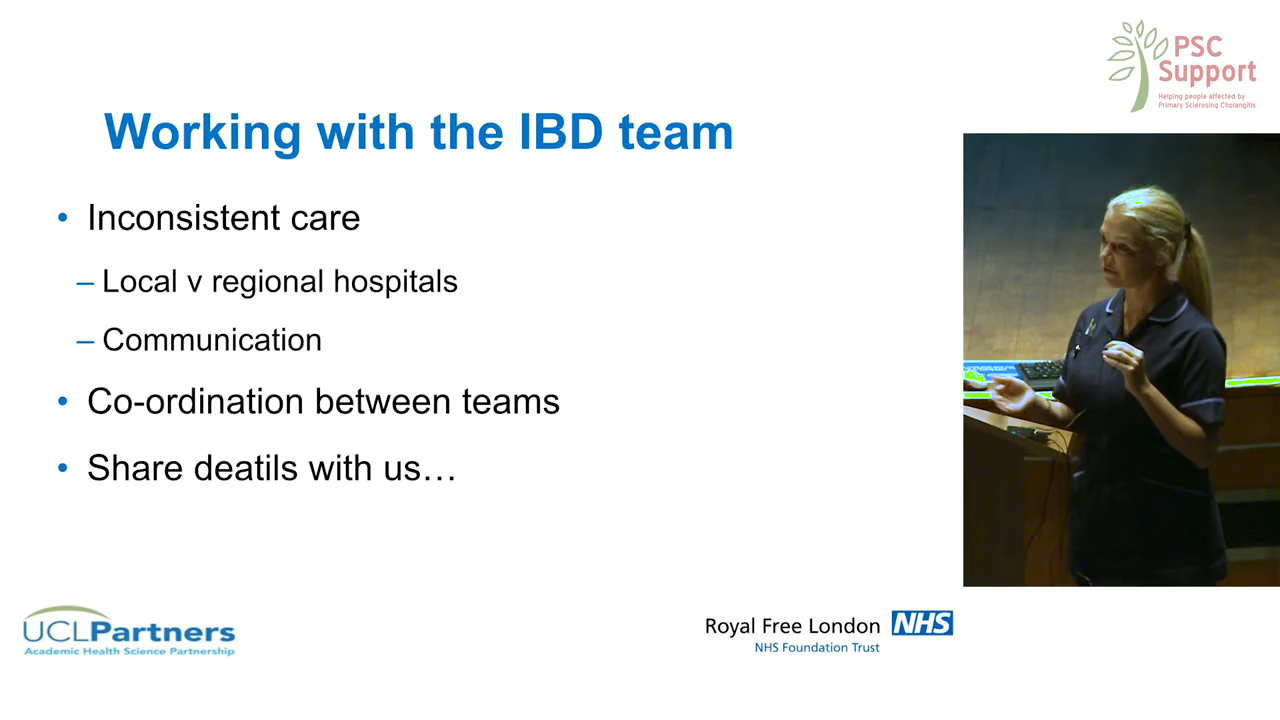 PSC
Support
Helping people affected by
Primary Sclerosing Cholangitis
Working with the IBD team
• Inconsistent care
– Local v regional hospitals
– Communication
• Co-ordination between teams
• Share deatils with us…
UCLPartners
Academic Health Science Partnership
Royal Free London NHS
NHS Foundation Trust